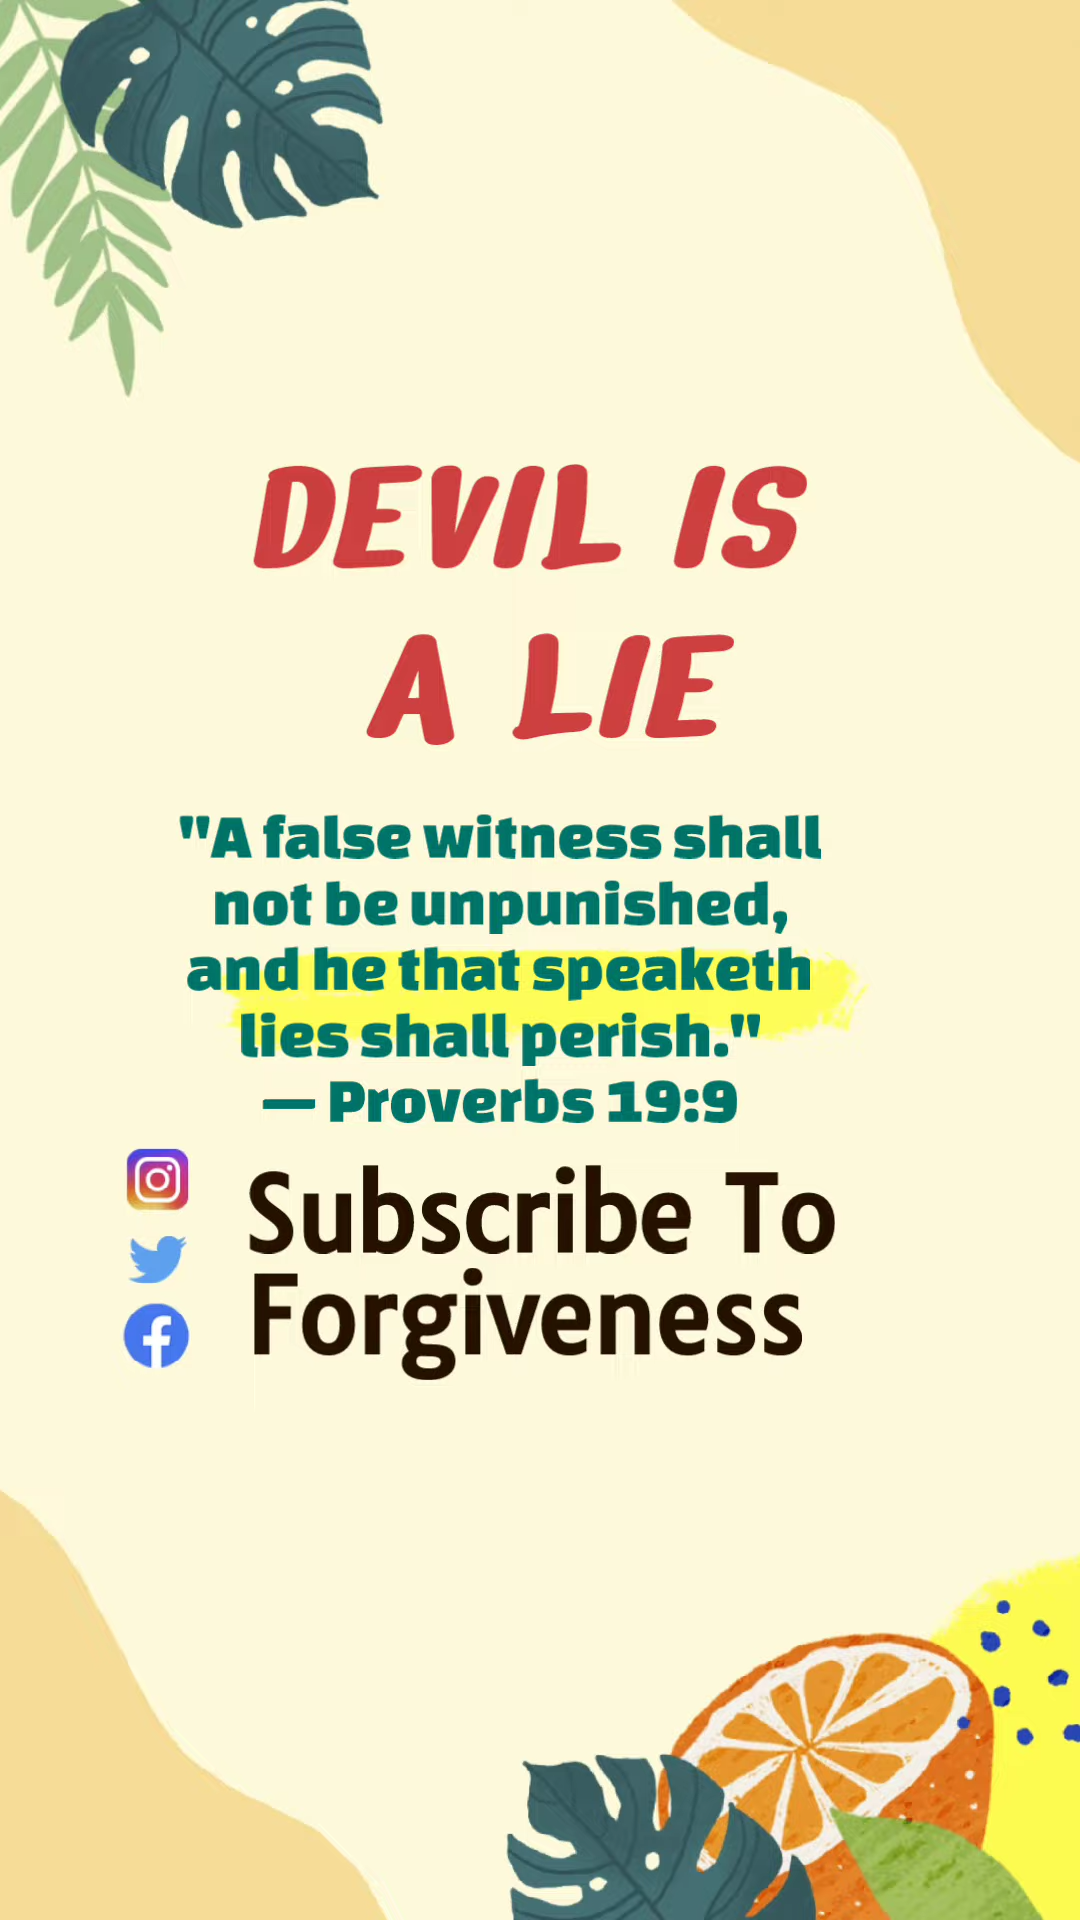 DEVIL IS
A LIE
"A false witness shall
not be unpunished,
and he that speaketh
lies shall perish."
— Proverbs 19:9
Subscribe To
Forgiveness